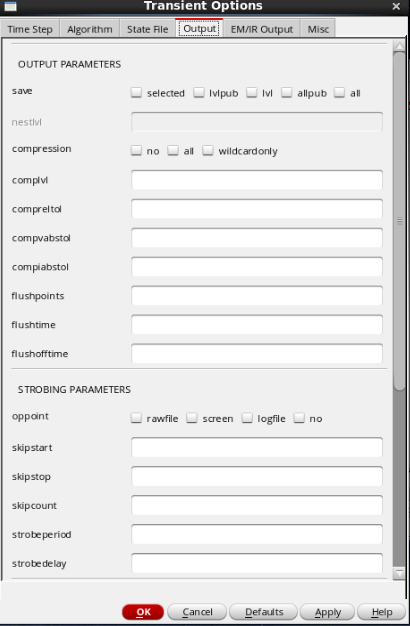 Transient Options
Time Step Algorithm State File Output EM/IR Output Misc
OUTPUT PARAMETERS
save selected lvlpub lvl allpub all
nestlvl
compression no all wildcardonly
complvl
compreltol
compvabstol
compiabstol
flushpoints
flushtime
flushofftime
STROBING PARAMETERS
oppoint rawfile screen logfile no
skipstart
skipstop
skipcount
strobeperiod
strobedelay
OK Cancel Defaults Apply Help